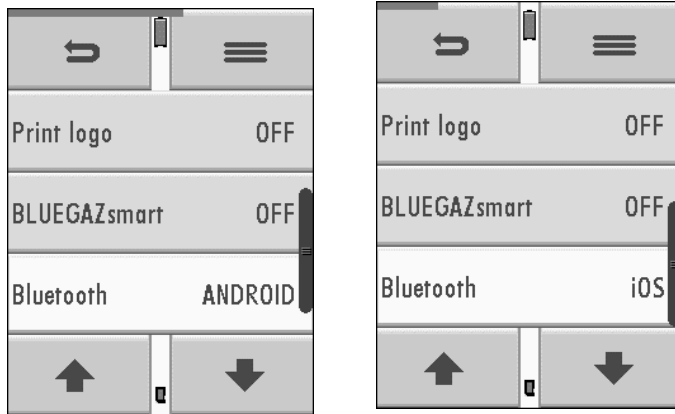 Print logo OFF
BLUEGAZsmart OFF
Bluetooth ANDROID
Print logo OFF
BLUEGAZsmart OFF
Bluetooth iOS